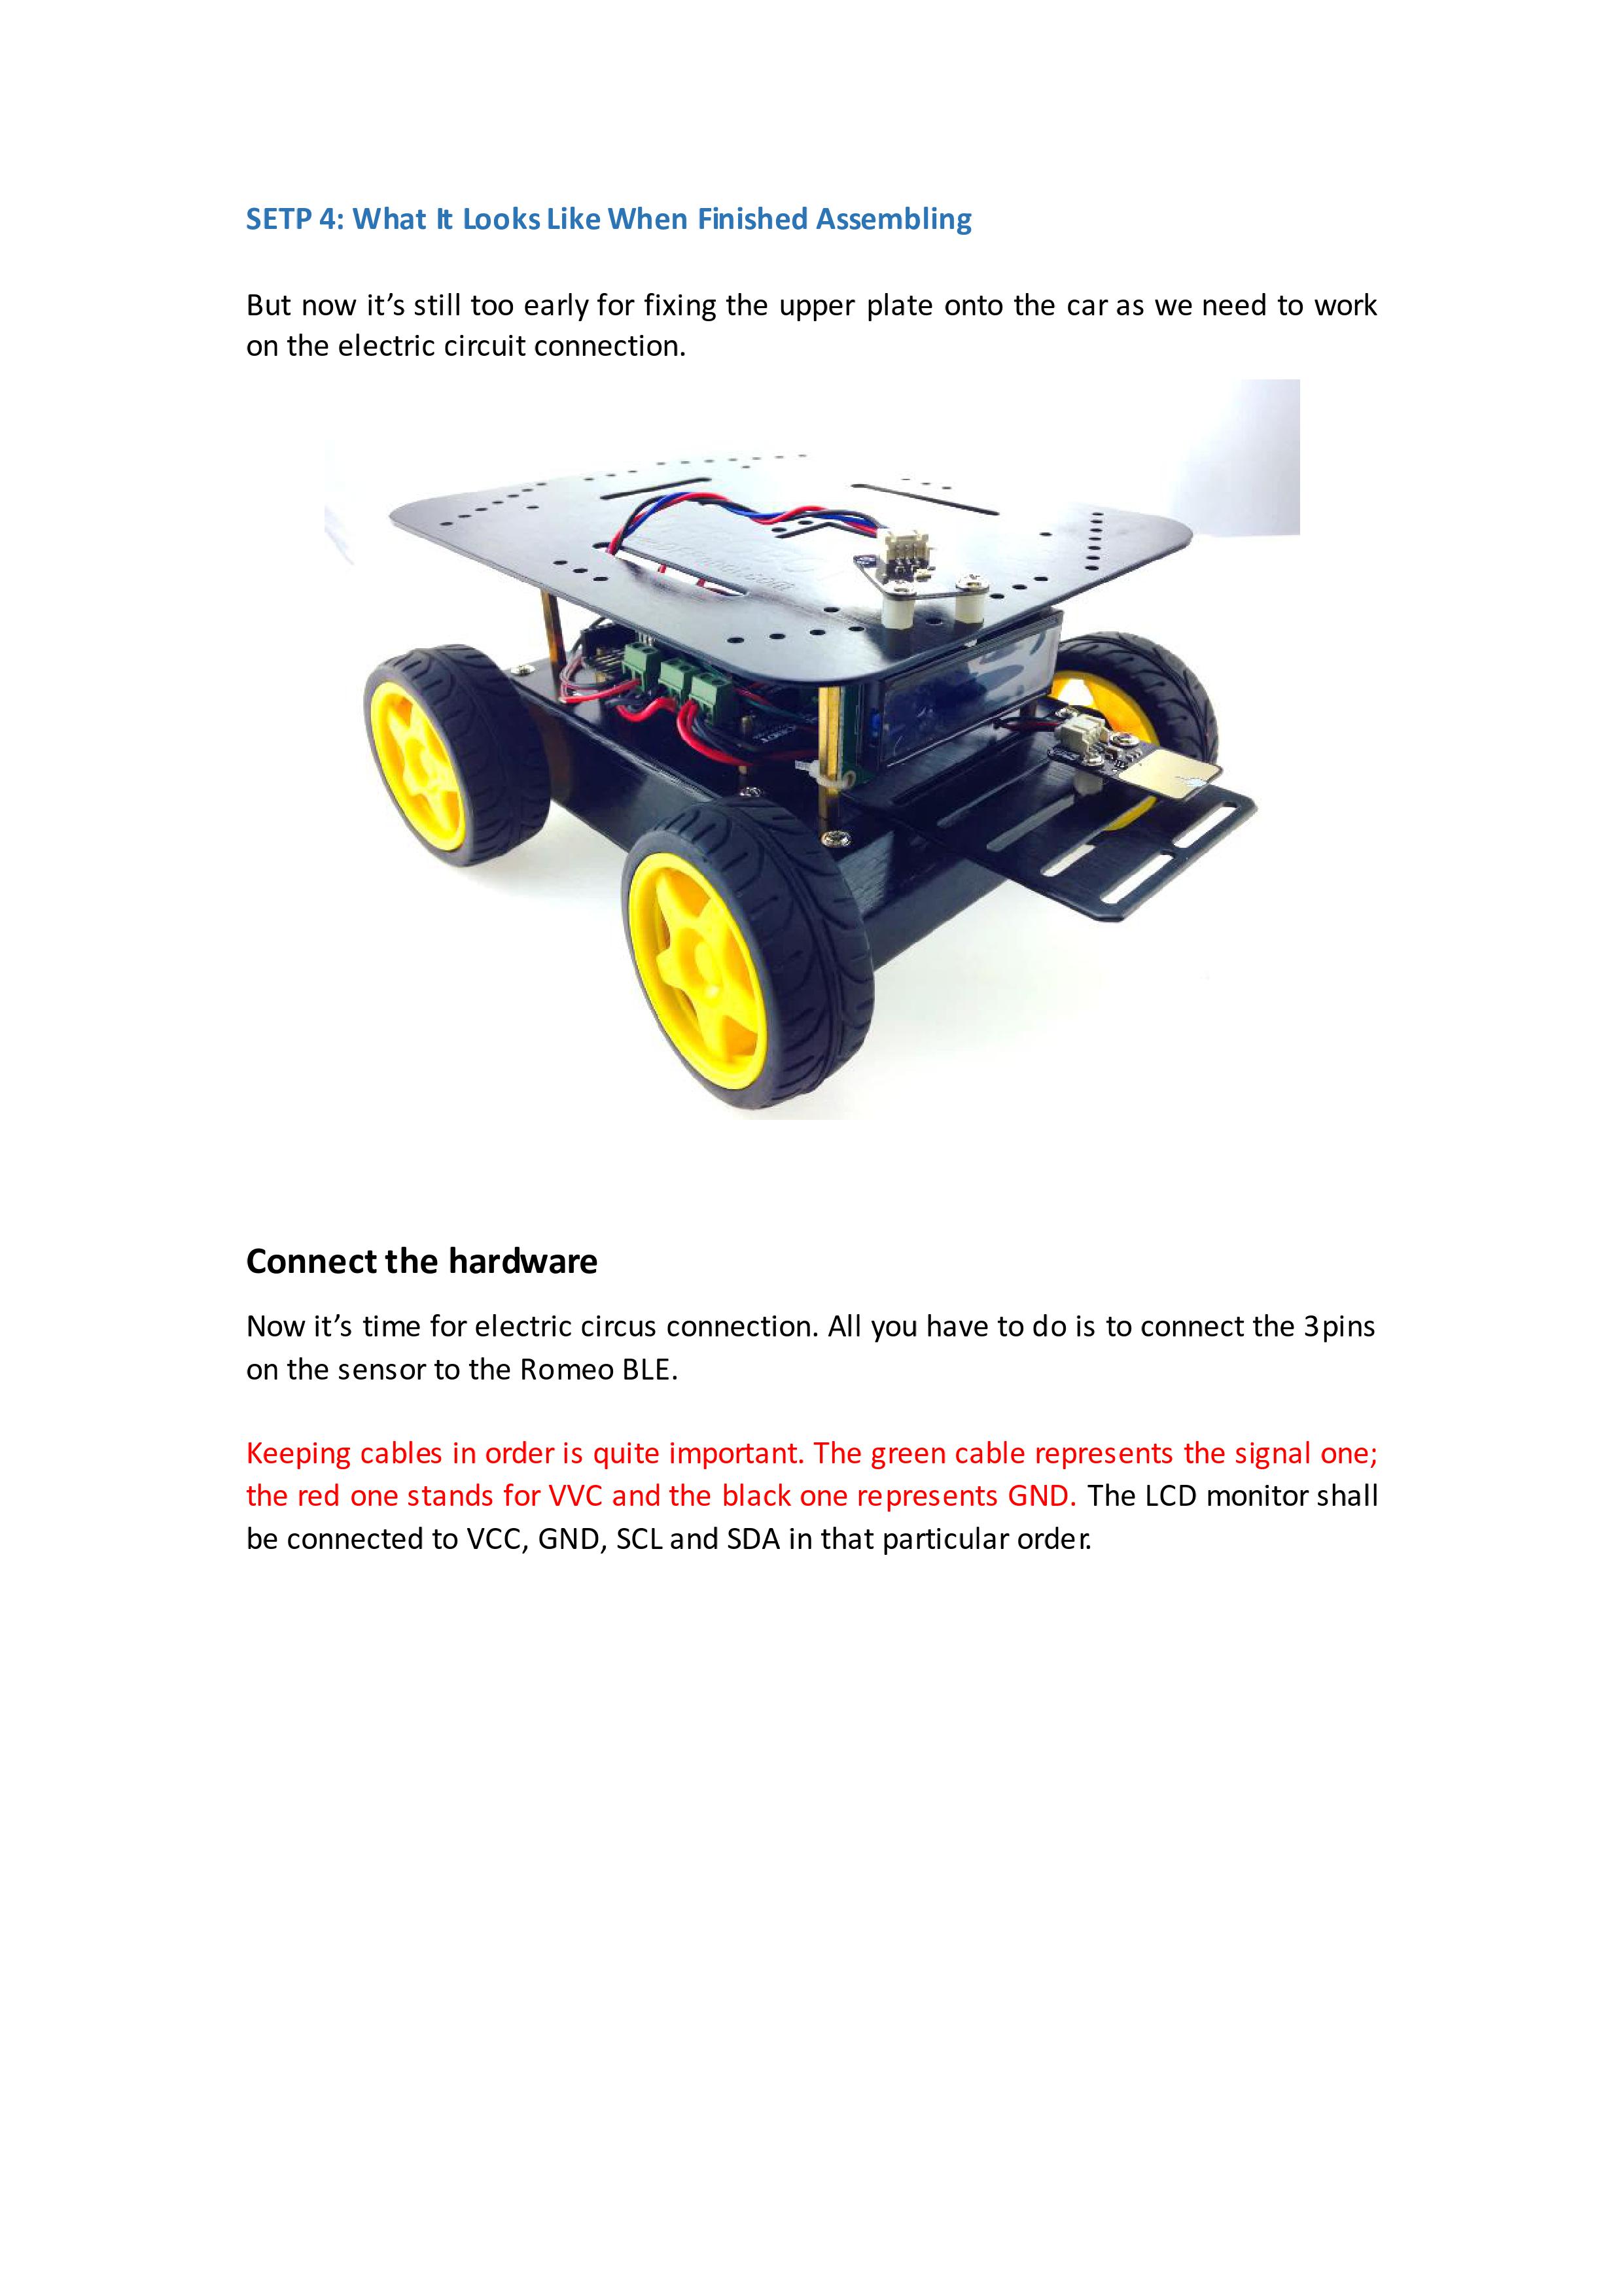 SETP 4: What It Looks Like When Finished Assembling
But now it’s still too early for fixing the upper plate onto the car as we need to work
on the electric circuit connection.
Connect the hardware
Now it’s time for electric circus connection. All you have to do is to connect the 3pins
on the sensor to the Romeo BLE.
Keeping cables in order is quite important. The green cable represents the signal one;
the red one stands for VVC and the black one represents GND. The LCD monitor shall
be connected to VCC, GND, SCL and SDA in that particular order.